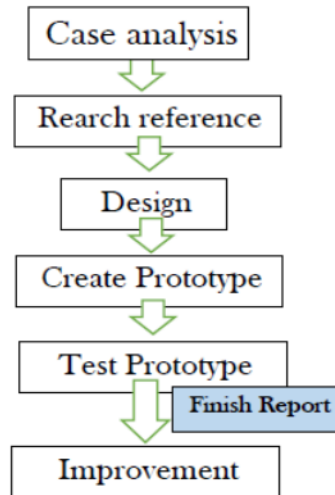 Case analysis
Rearch reference
Design
Create Prototype
Test Prototype
Finish Report
Improvement